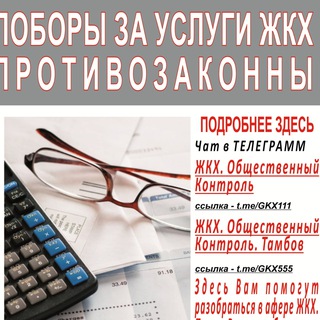 ПОБОРЫ ЗА УСЛУГИ ЖКХ
ПРОТИВОЗАКОННЫ
ПОДРОБНЕЕ ЗДЕСЬ
Чат в ТЕЛЕГРАММ
ЖКХ. Общественный
Контроль
ссылка - t.me/GKX111
ЖКХ. Общественный
Контроль. Тамбов
ссылка - t.me/GKX555
Здесь Вам помогут
разобраться в афере ЖКХ.